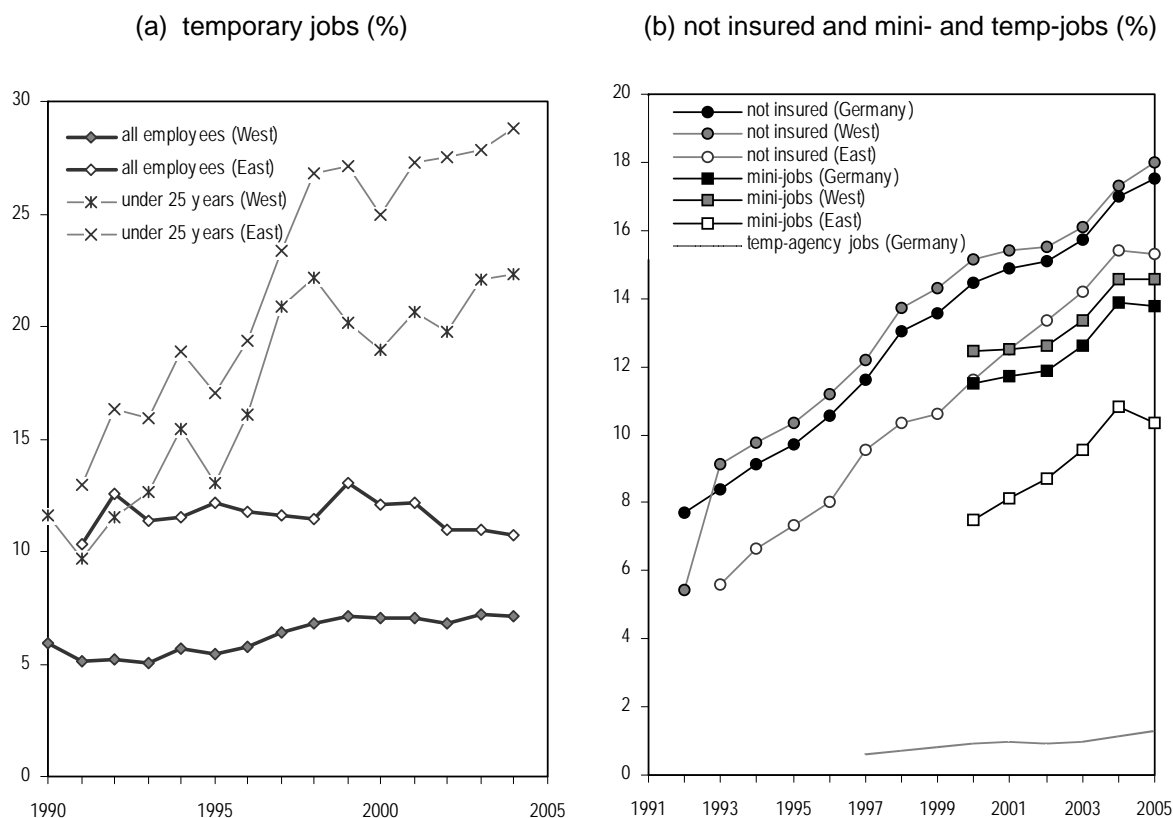 (a) temporary jobs (%)
(b) not insured and mini- and temp-jobs (%)
30
25
20
15
10
5
0
all employees (West)
all employees (East)
under 25 years (West)
under 25 years (East)
1990
1995
2000
2005
20
18
16
14
12
10
8
6
4
2
0
not insured (Germany)
not insured (West)
not insured (East)
mini-jobs (Germany)
mini-jobs (West)
mini-jobs (East)
temp-agency jobs (Germany)
1991
1993
1995
1997
1999
2001
2003
2005